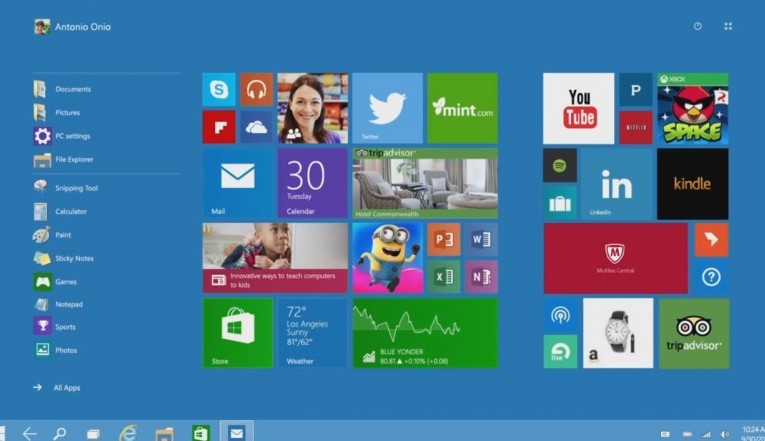 Antonio Onio
Documents
Pictures
PC settings
File Explorer
Snipping Tool
Calculator
Paint
Sticky Notes
Games
Notepad
Sports
Photos
All Apps
Twitter
mint.com
Mail
30
Tuesday
Calendar
tripadvisor
Hotel Commonwealth
Innovative ways to teach computers
to kids
Store
72°
Los Angeles
Sunny
81°/62°
Weather
BLUE YONDER
80.81 ▲ +0.10% (+0.08)
You
Tube
P
NETFLIX
XBOX
SPACE
in
LinkedIn
kindle
McAfee Central
live
a
tripadvisor
10:24 A
9/30/20